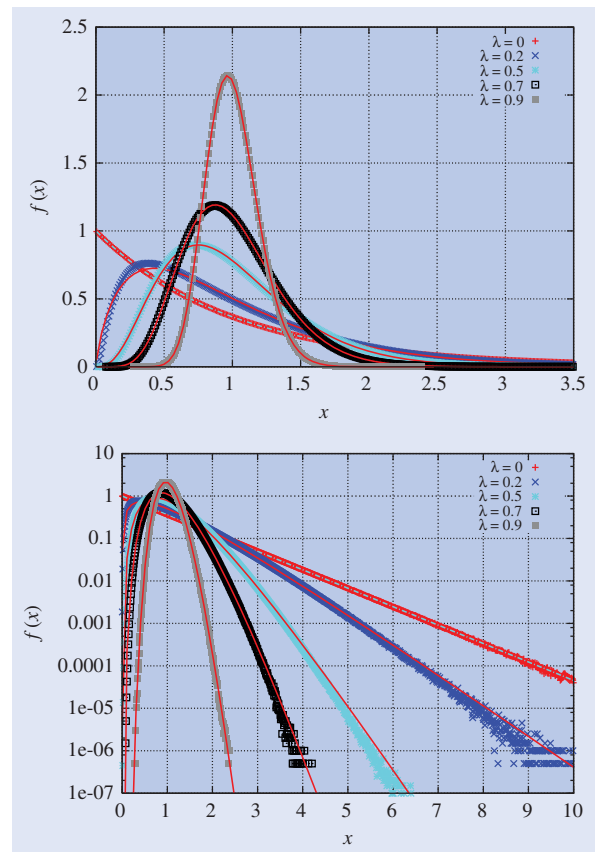 2.5
2
1.5
1
0.5
0
f (x)
λ = 0
λ = 0.2
λ = 0.5
λ = 0.7
λ = 0.9
0 0.5 1 1.5 2 2.5 3 3.5
x
10
1
0.1
0.01
0.001
0.0001
1e-05
1e-06
1e-07
f (x)
λ = 0
λ = 0.2
λ = 0.5
λ = 0.7
λ = 0.9
0 1 2 3 4 5 6 7 8 9 10
x